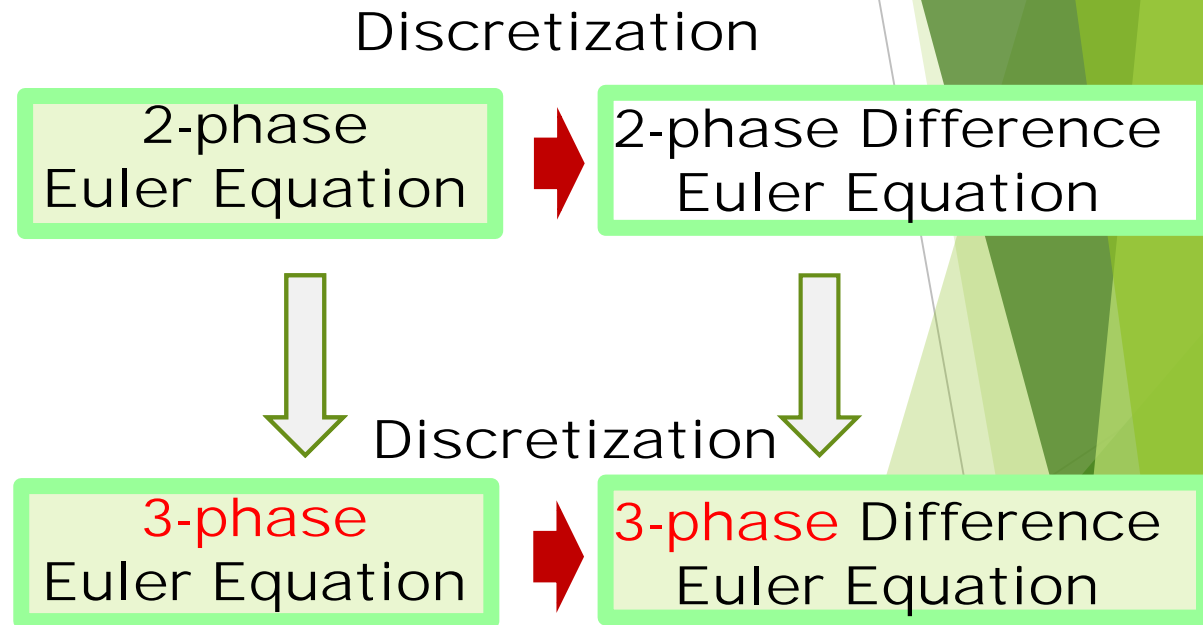 Discretization
2-phase
Euler Equation
2-phase Difference
Euler Equation
Discretization
3-phase
Euler Equation
3-phase Difference
Euler Equation